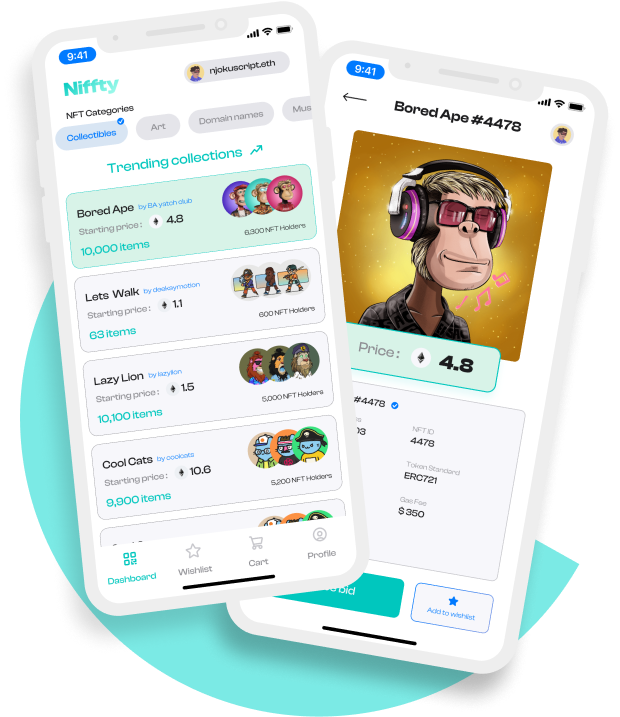 9:41
Niffty
njokuscript.eth
NFT Categories
Collectibles
Art
Domain names
Mus
Trending collections
Bored Ape by BA yatch club
Starting price : 4.8
10,000 items
6,300 NFT Holders
Lets Walk by deeksymotion
Starting price : 1.1
63 items
600 NFT Holders
Lazy Lion by lazylion
Starting price : 1.5
10,100 items
5,000 NFT Holders
Cool Cats by coolcats
Starting price : 10.6
9,900 items
5,200 NFT Holders
Dashboard
Wishlist
Cart
Profile
9:41
Bored Ape #4478
Price : 4.8
#4478
NFT ID
4478
Token Standard
ERC721
Gas Fee
$ 350
bid
Add to wishlist